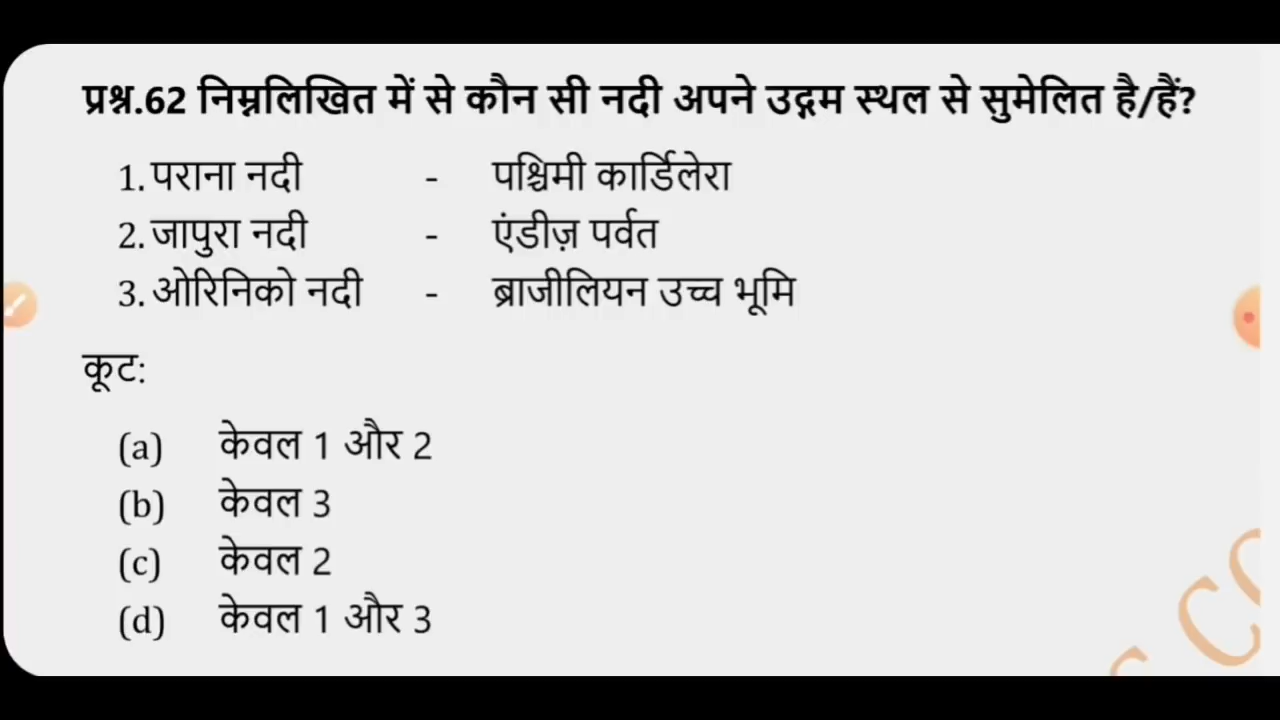 प्रश्न.62 निम्नलिखित में से कौन सी नदी अपने उद्गम स्थल से सुमेलित है/हैं?
1. पराना नदी - पश्चिमी कार्डिलेरा
2. जापुरा नदी - एंडीज़ पर्वत
3. ओरिनिको नदी - ब्राजीलियन उच्च भूमि
कूट:
(a) केवल 1 और 2
(b) केवल 3
(c) केवल 2
(d) केवल 1 और 3